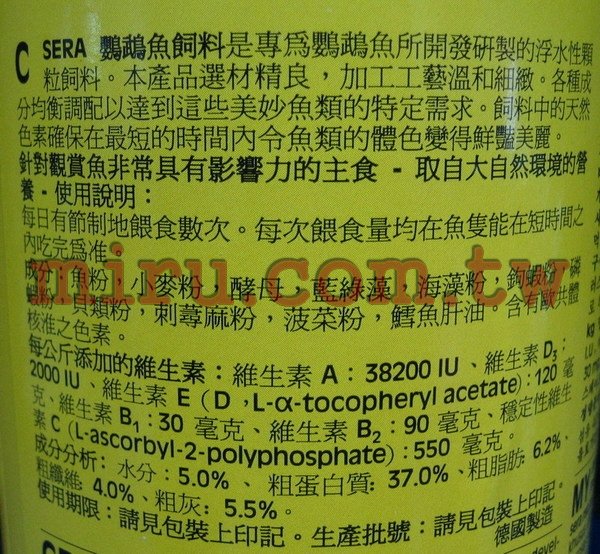 C SERA 鸚鵡魚飼料是專為鸚鵡魚所開發研製的浮水性顆
粒飼料。本產品選材精良，加工工藝溫和細緻。各種成
分均衡調配以達到這些美妙魚類的特定需求。飼料中的天然
色素確保在最短的時間內令魚類的體色變得鮮豔美麗。
針對觀賞魚非常具有影響力的主食 - 取自大自然環境的營
養。使用說明：
每日有節制地餵食數次。每次餵食量均在魚隻能在短時間之
內吃完為准。
成分：魚粉，小麥粉，酵母，藍綠藻，海藻粉，鉤蝦粉，磷
蝦粉，貝類粉，刺蕁麻粉，菠菜粉，鱈魚肝油。含有歐共體
核准之色素。
miru.com.tw
每公斤添加的維生素：維生素 A：38200 IU、維生素 D3：
2000 IU、維生素 E（D，L-α-tocopheryl acetate）：120 毫
克、維生素 B1：30 毫克、維生素 B2：90 毫克、穩定性維生
素 C（L-ascorbyl-2-polyphosphate）：550 毫克。
成分分析：水分：5.0%、粗蛋白質：37.0%、粗脂肪：6.2%、
粗纖維：4.0%、粗灰：5.5%。
使用期限：請見包裝上印記。生產批號：請見包裝上印記。
德國製造